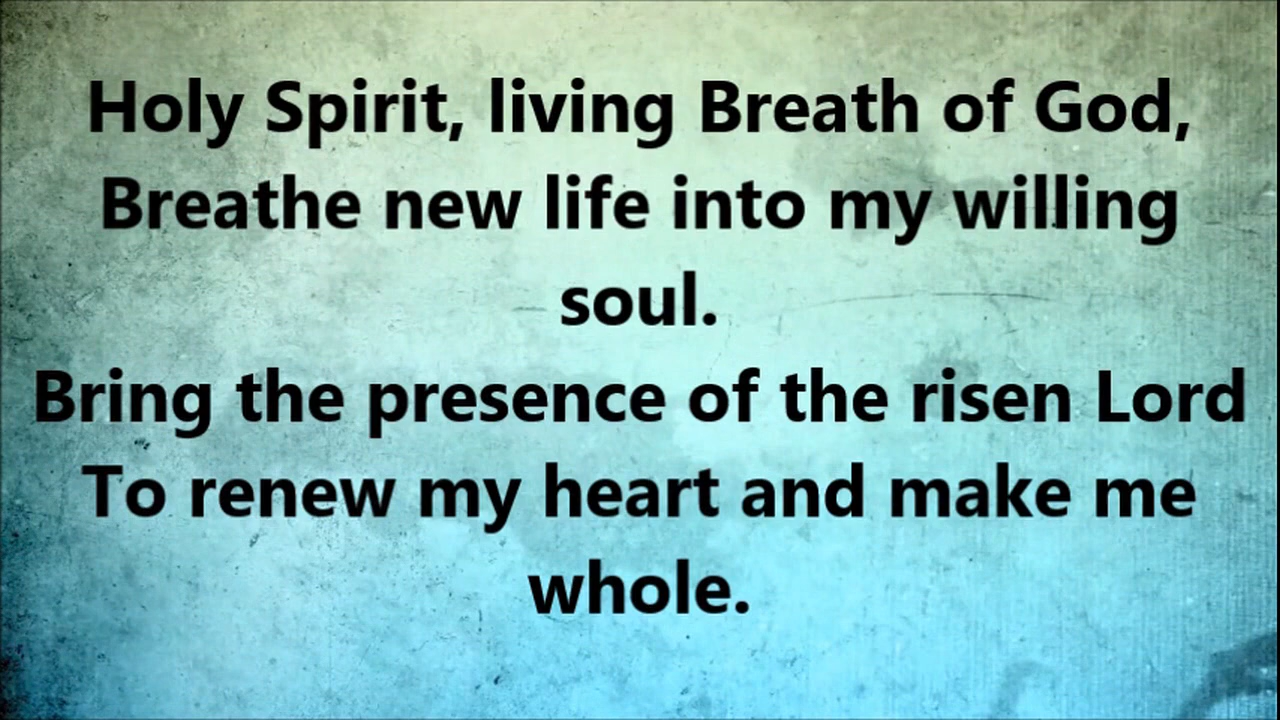 Holy Spirit, living Breath of God,
Breathe new life into my willing
soul.
Bring the presence of the risen Lord
To renew my heart and make me
whole.